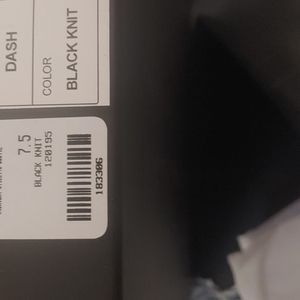 DASH
COLOR
BLACK KNIT
7.5
BLACK KNIT
120195
183306